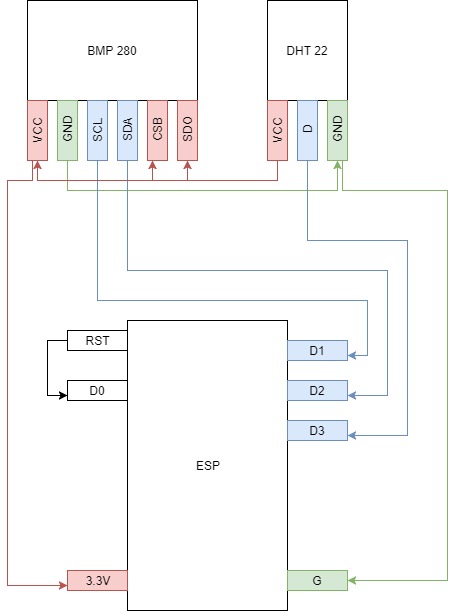 BMP 280
DHT 22
VCC
GND
SCL
SDA
CSB
SDO
VCC
D
GND
RST
D1
D0
D2
D3
ESP
3.3V
G